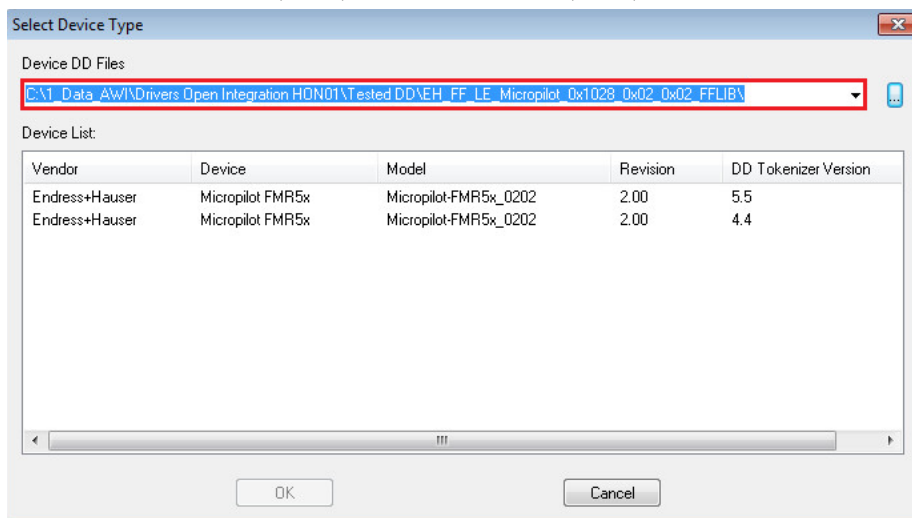 Select Device Type
Device DD Files
C:\1_Data_AWI\Drivers Open Integration HON01\Tested DD\EH_FF_LE_Micropilot_0x1028_0x02_0x02_FFLIB\
...
Device List:
Vendor Device Model Revision DD Tokenizer Version
Endress+Hauser Micropilot FMR5x Micropilot-FMR5x_0202 2.00 5.5
Endress+Hauser Micropilot FMR5x Micropilot-FMR5x_0202 2.00 4.4
OK Cancel